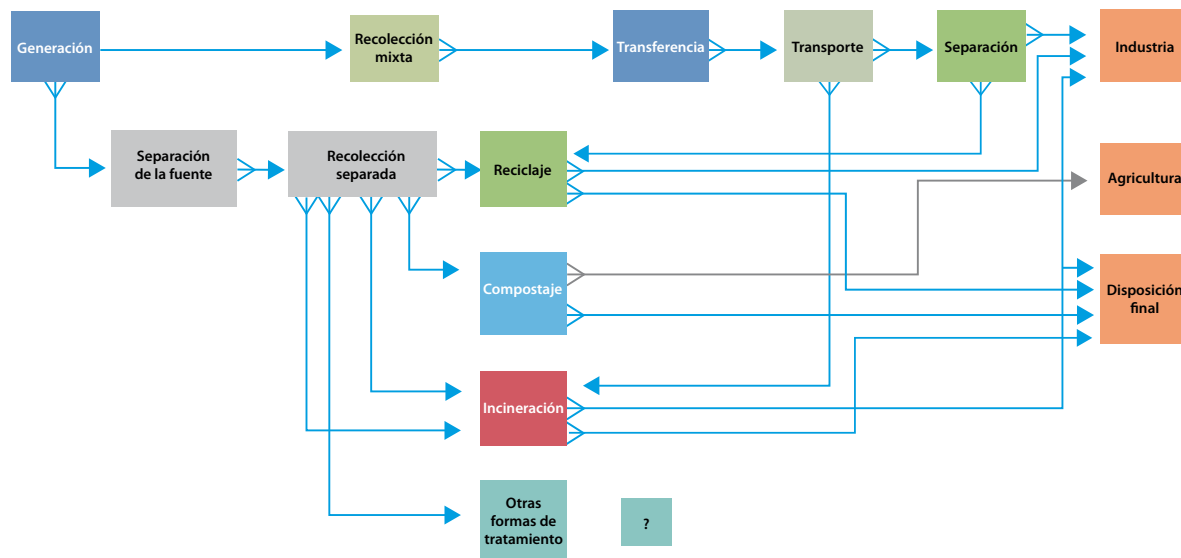 Generación
Recolección
mixta
Transferencia
Transporte
Separación
Industria
Separación
de la fuente
Recolección
separada
Reciclaje
Agricultura
Compostaje
Disposición
final
Incineración
Otras
formas de
tratamiento
?